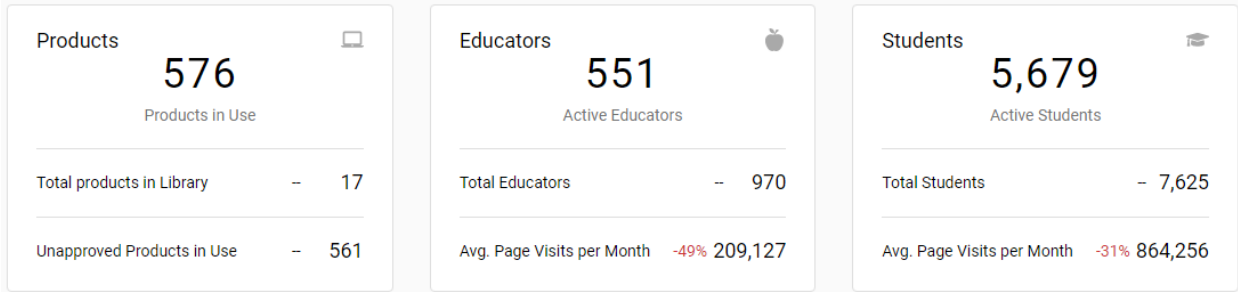 Products
576
Products in Use
Total products in Library -- 17
Unapproved Products in Use -- 561
Educators
551
Active Educators
Total Educators -- 970
Avg. Page Visits per Month -49% 209,127
Students
5,679
Active Students
Total Students -- 7,625
Avg. Page Visits per Month -31% 864,256